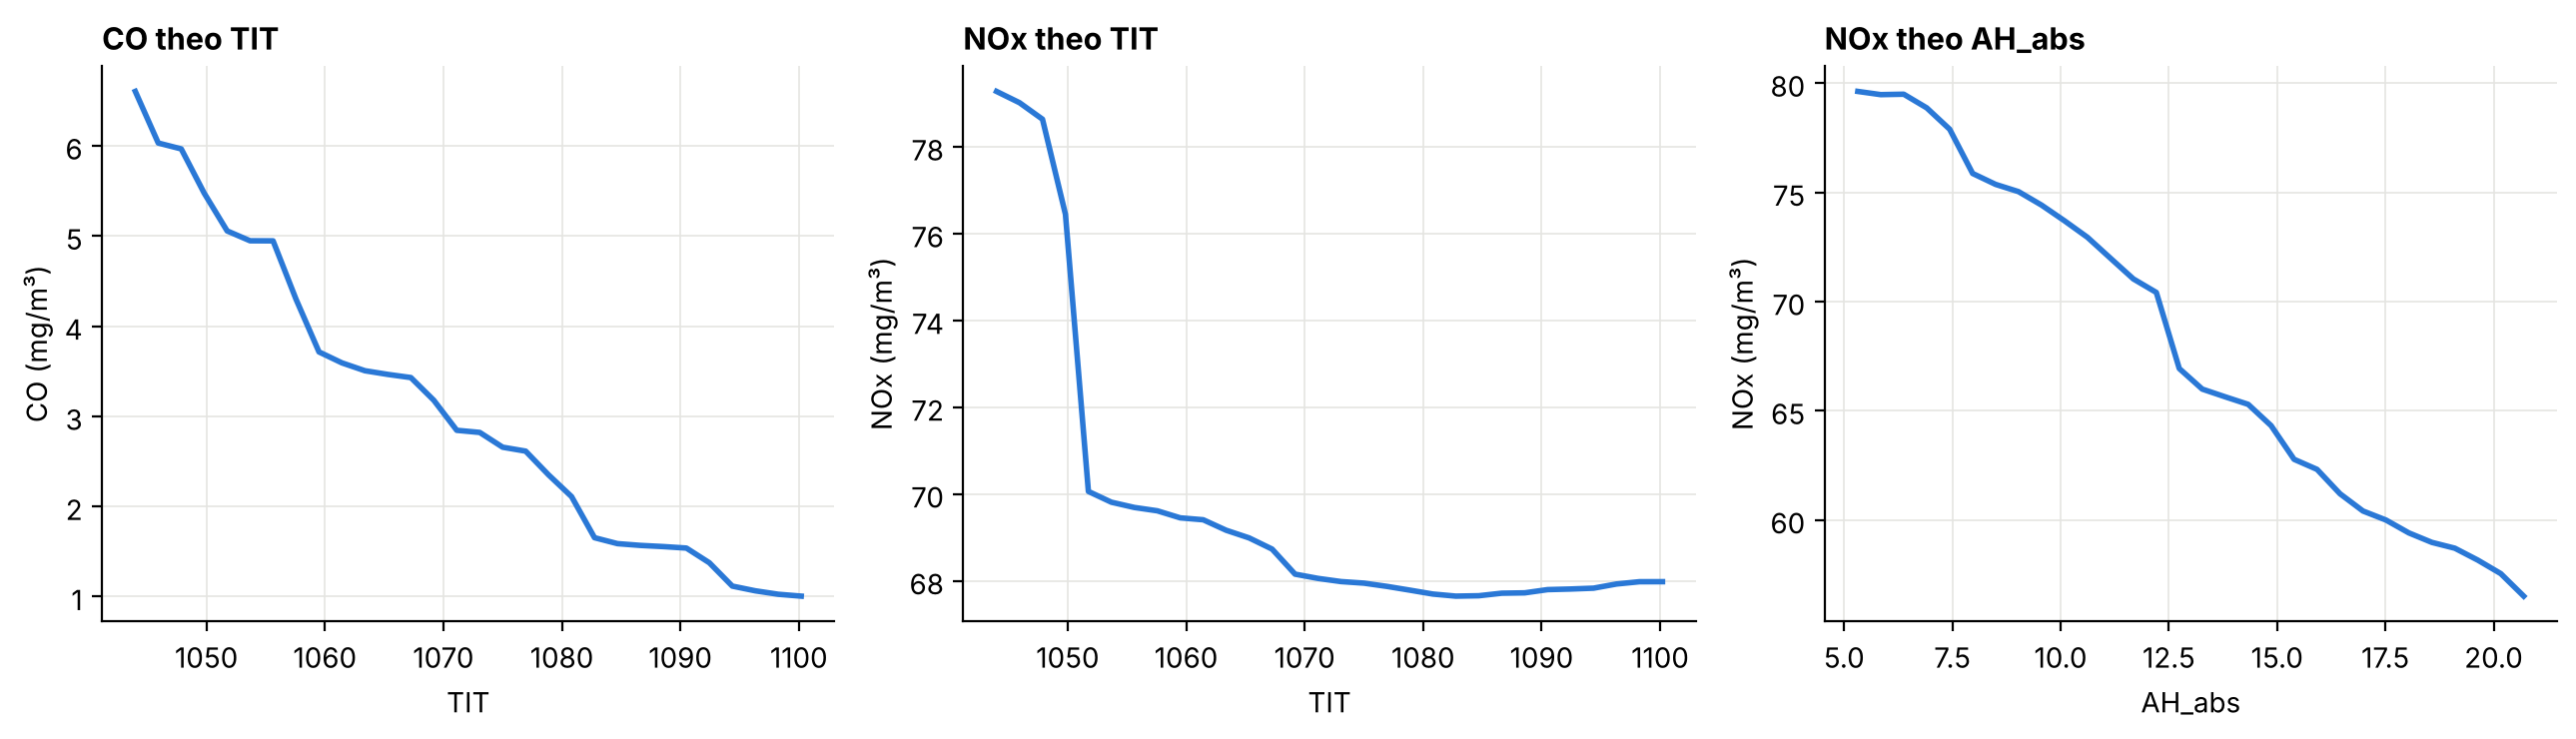 CO theo TIT
CO (mg/m³)
6
5
4
3
2
1
1050 1060 1070 1080 1090 1100
TIT
NOx theo TIT
NOx (mg/m³)
78
76
74
72
70
68
1050 1060 1070 1080 1090 1100
TIT
NOx theo AH_abs
NOx (mg/m³)
80
75
70
65
60
5.0 7.5 10.0 12.5 15.0 17.5 20.0
AH_abs